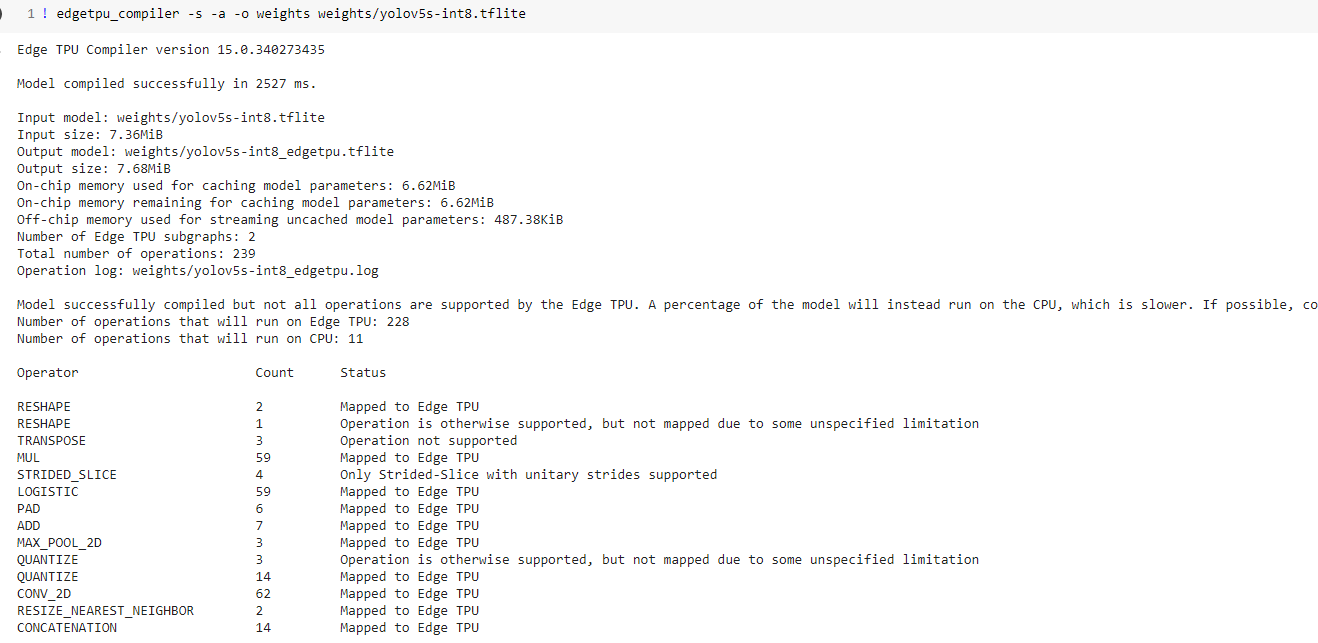 1 ! edgetpu_compiler -s -a -o weights weights/yolov5s-int8.tflite
Edge TPU Compiler version 15.0.340273435
Model compiled successfully in 2527 ms.
Input model: weights/yolov5s-int8.tflite
Input size: 7.36MiB
Output model: weights/yolov5s-int8_edgetpu.tflite
Output size: 7.68MiB
On-chip memory used for caching model parameters: 6.62MiB
On-chip memory remaining for caching model parameters: 6.62MiB
Off-chip memory used for streaming uncached model parameters: 487.38KiB
Number of Edge TPU subgraphs: 2
Total number of operations: 239
Operation log: weights/yolov5s-int8_edgetpu.log
Model successfully compiled but not all operations are supported by the Edge TPU. A percentage of the model will instead run on the CPU, which is slower. If possible, co
Number of operations that will run on Edge TPU: 228
Number of operations that will run on CPU: 11
Operator Count Status
RESHAPE 2 Mapped to Edge TPU
RESHAPE 1 Operation is otherwise supported, but not mapped due to some unspecified limitation
TRANSPOSE 3 Operation not supported
MUL 59 Mapped to Edge TPU
STRIDED_SLICE 4 Only Strided-Slice with unitary strides supported
LOGISTIC 59 Mapped to Edge TPU
PAD 6 Mapped to Edge TPU
ADD 7 Mapped to Edge TPU
MAX_POOL_2D 3 Mapped to Edge TPU
QUANTIZE 3 Operation is otherwise supported, but not mapped due to some unspecified limitation
QUANTIZE 14 Mapped to Edge TPU
CONV_2D 62 Mapped to Edge TPU
RESIZE_NEAREST_NEIGHBOR 2 Mapped to Edge TPU
CONCATENATION 14 Mapped to Edge TPU